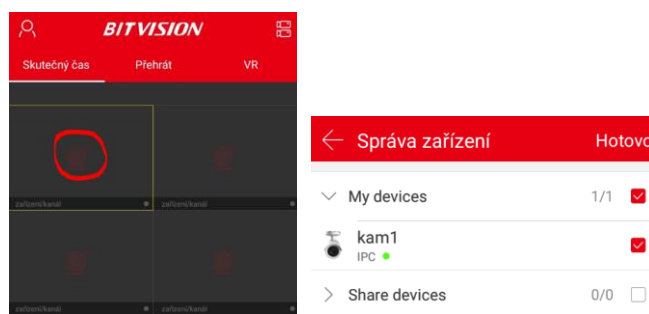 BITVISION
Skutečný čas Přehrát VR
zařízení/kanál zařízení/kanál
zařízení/kanál zařízení/kanál
Správa zařízení Hotovo
My devices 1/1
kam1
IPC
Share devices 0/0